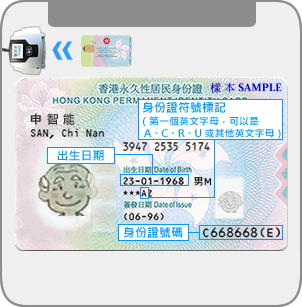 香港永久性居民身份證 樣本 SAMPLE
HONG KONG PERMANENT IDENTITY CARD
申智能
SAN, Chi Nan
身份證符號標記
(第一個英文字母，可以是
A、C、R、U 或其他英文字母)
3947 2535 5174
出生日期
出生日期 Date of Birth
23-01-1968 男M
***AZ
簽發日期 Date of Issue
(06-96)
身份證號碼
C668668(E)